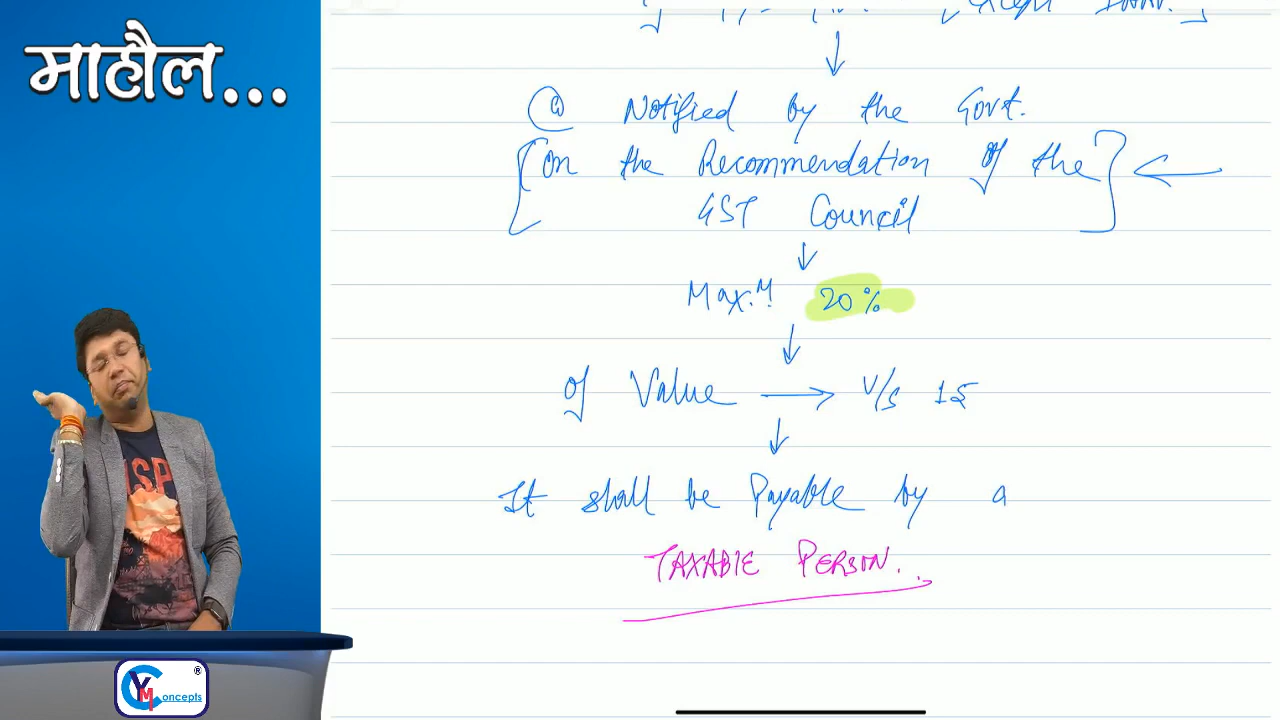 माहौल...
@ Notified by the Govt.
[on the Recommendation of the
GST Council]
Max.M 20%
of Value → V/S 15
It shall be Payable by a
TAXABLE PERSON.
YM Concepts ®